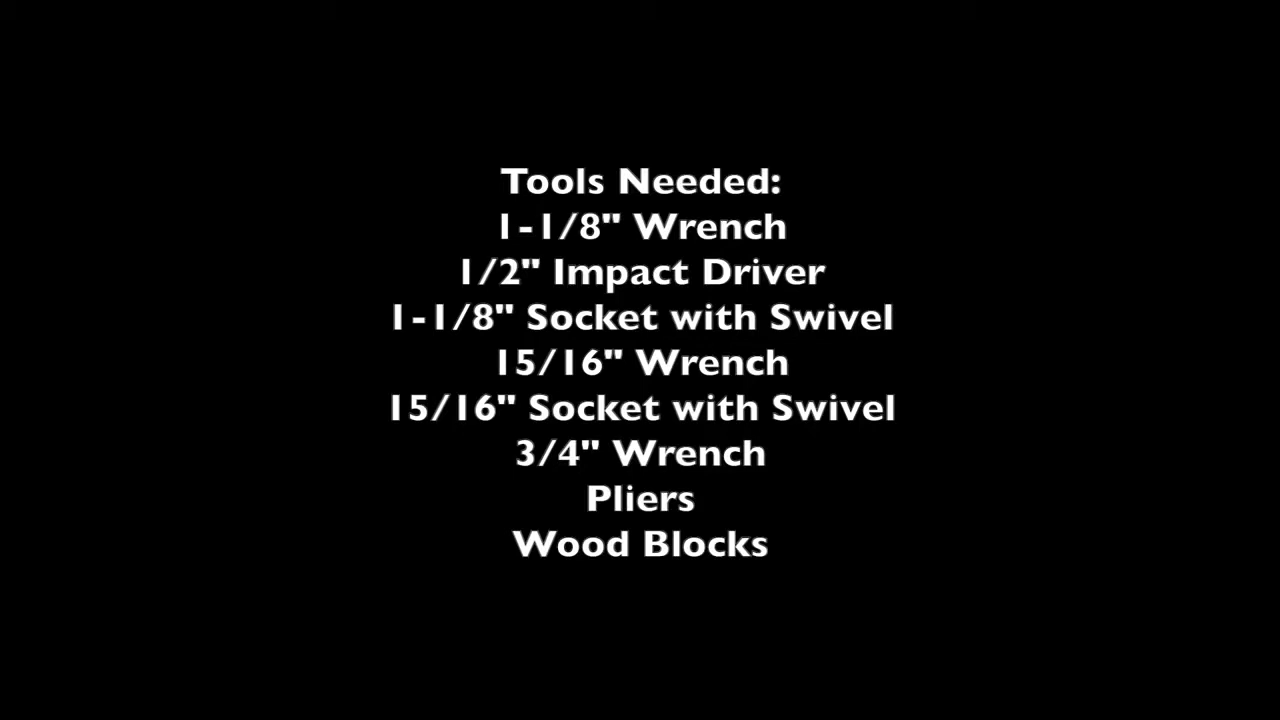 Tools Needed:
1-1/8" Wrench
1/2" Impact Driver
1-1/8" Socket with Swivel
15/16" Wrench
15/16" Socket with Swivel
3/4" Wrench
Pliers
Wood Blocks